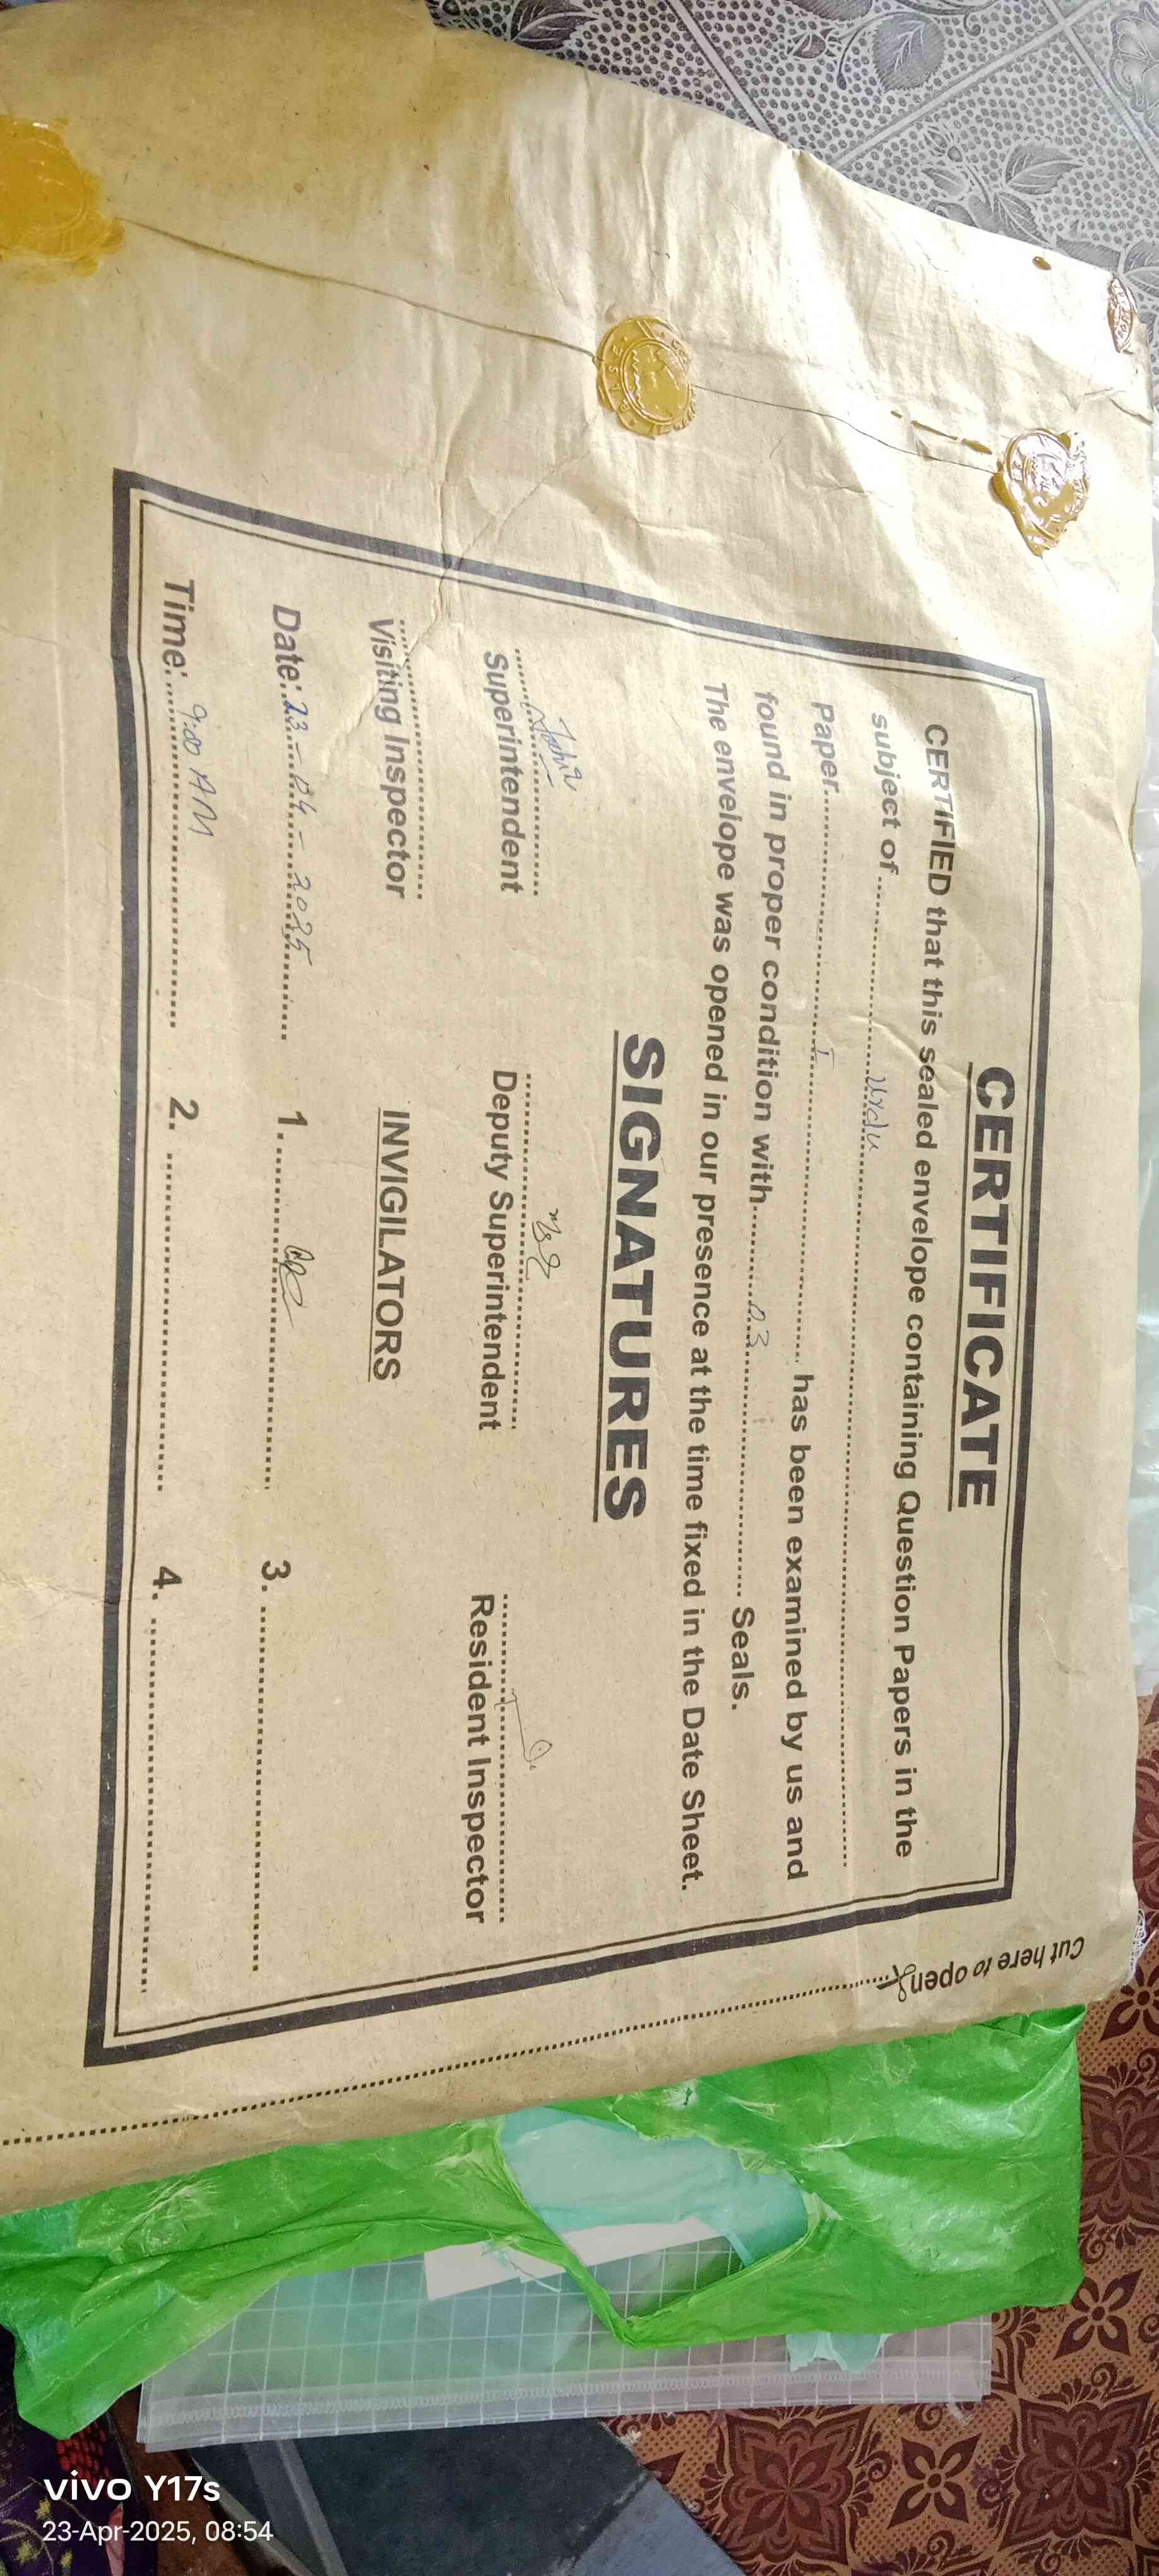 CERTIFICATE
CERTIFIED that this sealed envelope containing Question Papers in the
subject of Urdu
Paper I has been examined by us and
found in proper condition with 03 Seals.
The envelope was opened in our presence at the time fixed in the Date Sheet.
SIGNATURES
Superintendent Deputy Superintendent Resident Inspector
Visiting Inspector INVIGILATORS
Date: 23-04-2025 1. 3.
Time: 9:00 AM 2. 4.
Cut here to open
vivo Y17s
23-Apr-2025, 08:54